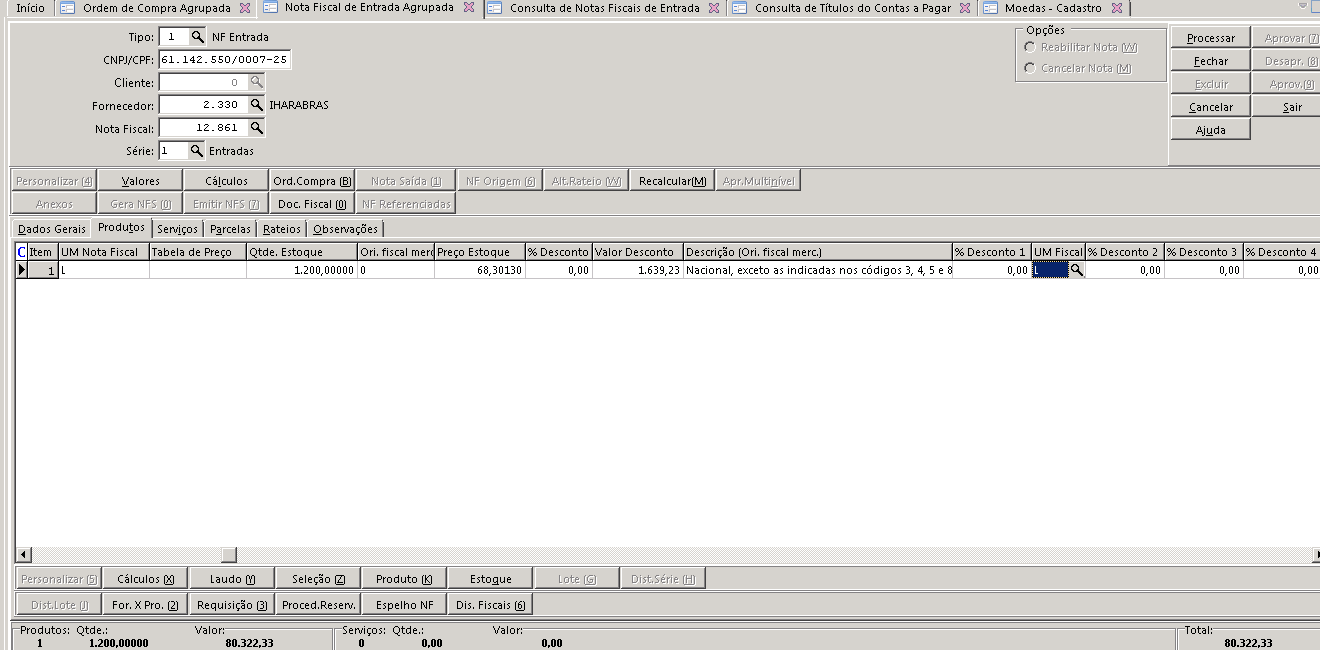 Início Ordem de Compra Agrupada Nota Fiscal de Entrada Agrupada Consulta de Notas Fiscais de Entrada Consulta de Títulos do Contas a Pagar Moedas - Cadastro
Tipo: 1 NF Entrada
CNPJ/CPF: 61.142.550/0007-25
Cliente: 0
Fornecedor: 2.330 IHARABRAS
Nota Fiscal: 12.861
Série: 1 Entradas
Opções
Reabilitar Nota (W)
Cancelar Nota (M)
Processar Aprovar (7)
Fechar Desapr. (8)
Excluir Aprov.(9)
Cancelar Sair
Ajuda
Personalizar (4) Valores Cálculos Ord.Compra (B) Nota Saída (1) NF Origem (6) Alt.Rateio (W) Recalcular(M) Apr.Multinível
Anexos Gera NFS (0) Emitir NFS (7) Doc. Fiscal (0) NF Referenciadas
Dados Gerais Produtos Serviços Parcelas Rateios Observações
C Item UM Nota Fiscal Tabela de Preço Qtde. Estoque Ori. fiscal merc Preço Estoque % Desconto Valor Desconto Descrição (Ori. fiscal merc.) % Desconto 1 UM Fiscal % Desconto 2 % Desconto 3 % Desconto 4
1 L 1.200,00000 0 68,30130 0,00 1.639,23 Nacional, exceto as indicadas nos códigos 3, 4, 5 e 8 0,00 L 0,00 0,00 0,00
Personalizar (5) Cálculos (X) Laudo (Y) Seleção (Z) Produto (K) Estoque Lote (G) Dist.Série (H)
Dist.Lote (J) For. X Pro. (2) Requisição (3) Proced.Reserv. Espelho NF Dis. Fiscais (6)
Produtos: Qtde.: Valor: Serviços: Qtde.: Valor: Total:
1 1.200,00000 80.322,33 0 0,00 0,00 80.322,33